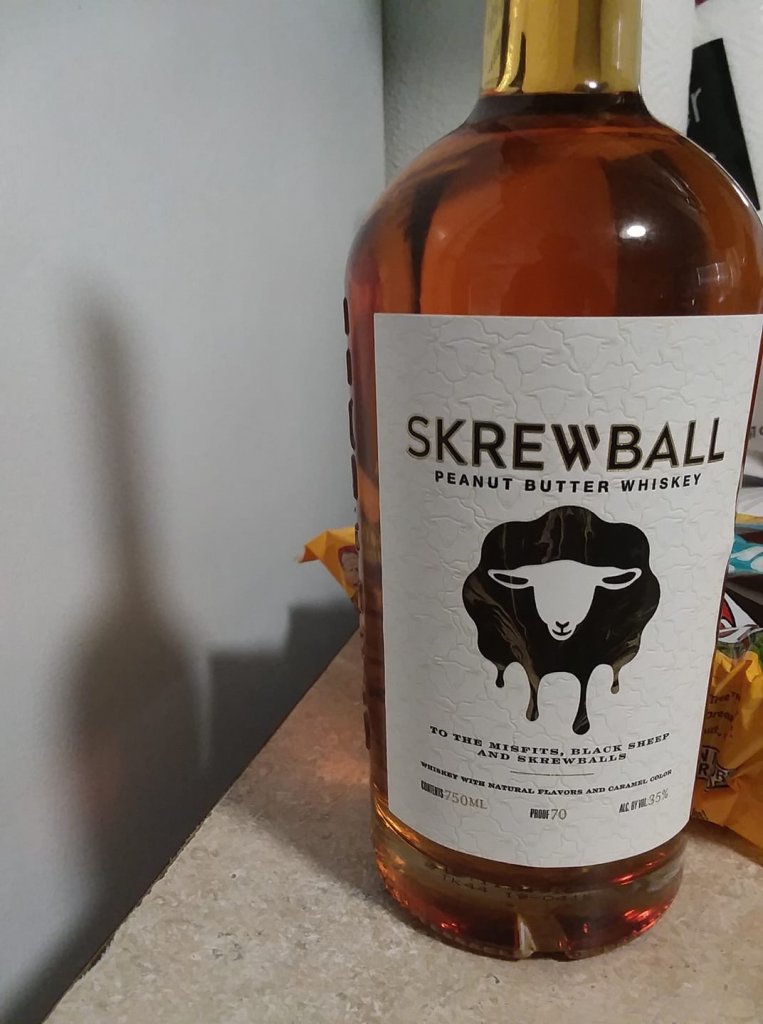 SKREWBALL
PEANUT BUTTER WHISKEY
TO THE MISFITS, BLACK SHEEP
AND SKREWBALLS
WHISKEY WITH NATURAL FLAVORS AND CARAMEL COLOR
CONTENTS 750ML PROOF 70 ALC. BY VOL. 35%